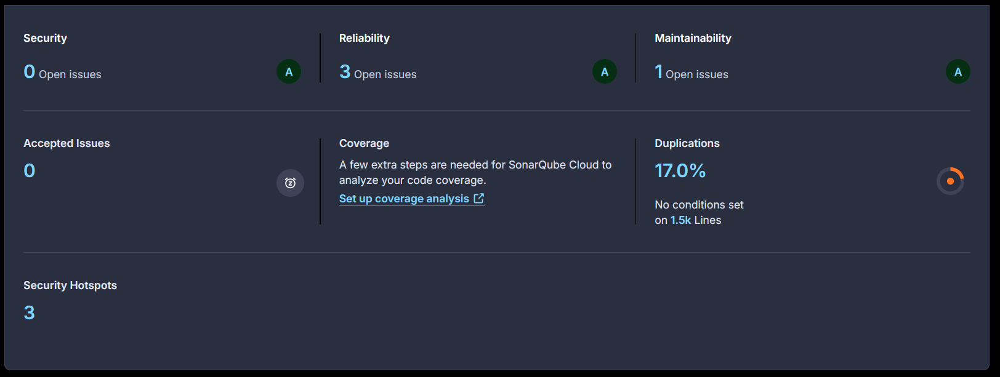 Security
0 Open issues
A
Reliability
3 Open issues
A
Maintainability
1 Open issues
A
Accepted Issues
0
z
Coverage
A few extra steps are needed for SonarQube Cloud to
analyze your code coverage.
Set up coverage analysis
Duplications
17.0%
No conditions set
on 1.5k Lines
Security Hotspots
3